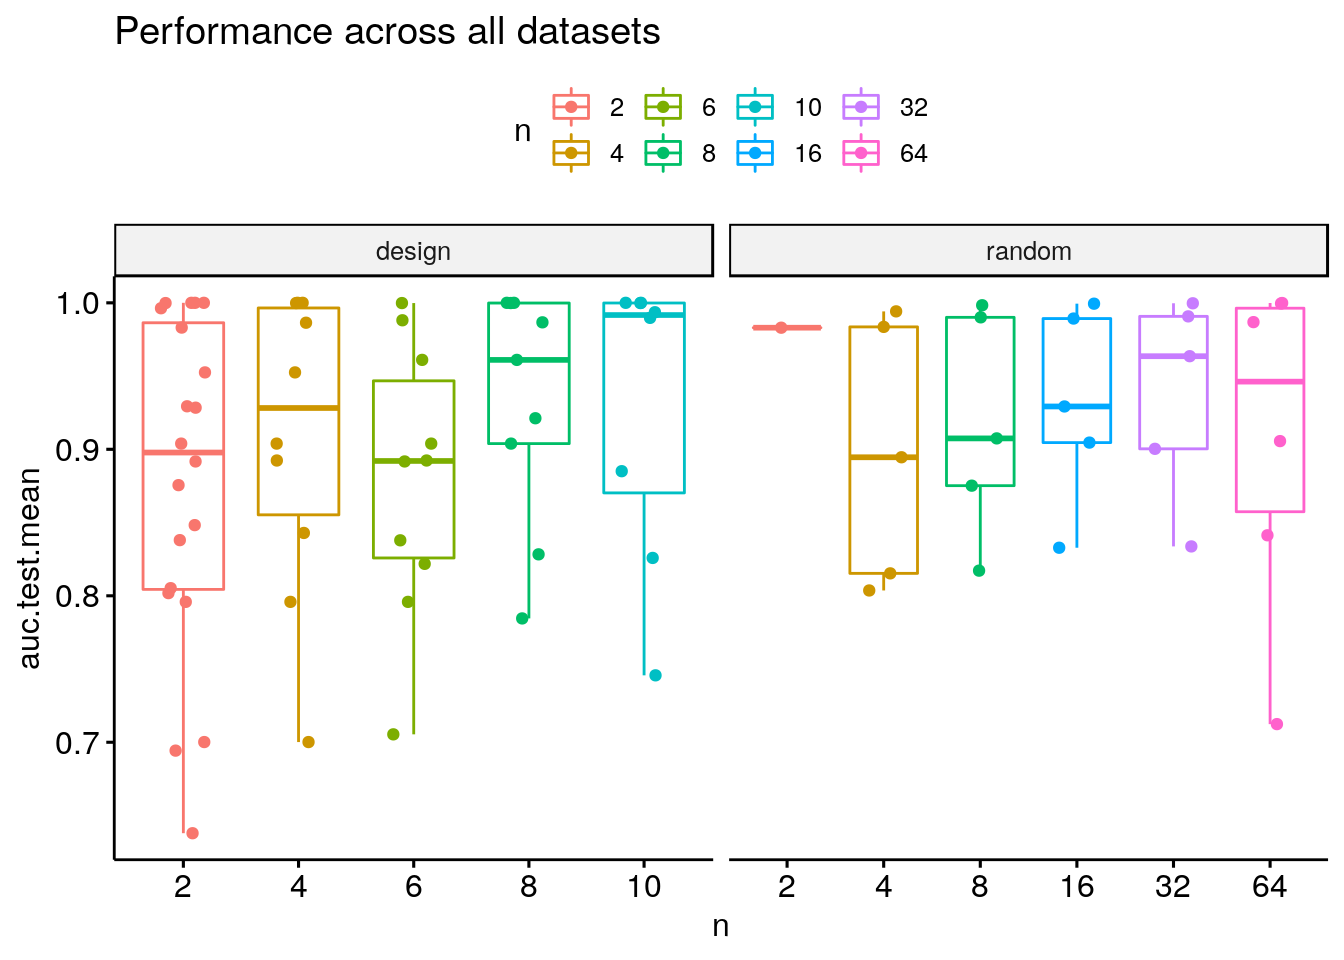 Performance across all datasets
n
2 6 10 32
4 8 16 64
design random
1.0
0.9
0.8
0.7
auc.test.mean
2 4 6 8 10 2 4 8 16 32 64
n